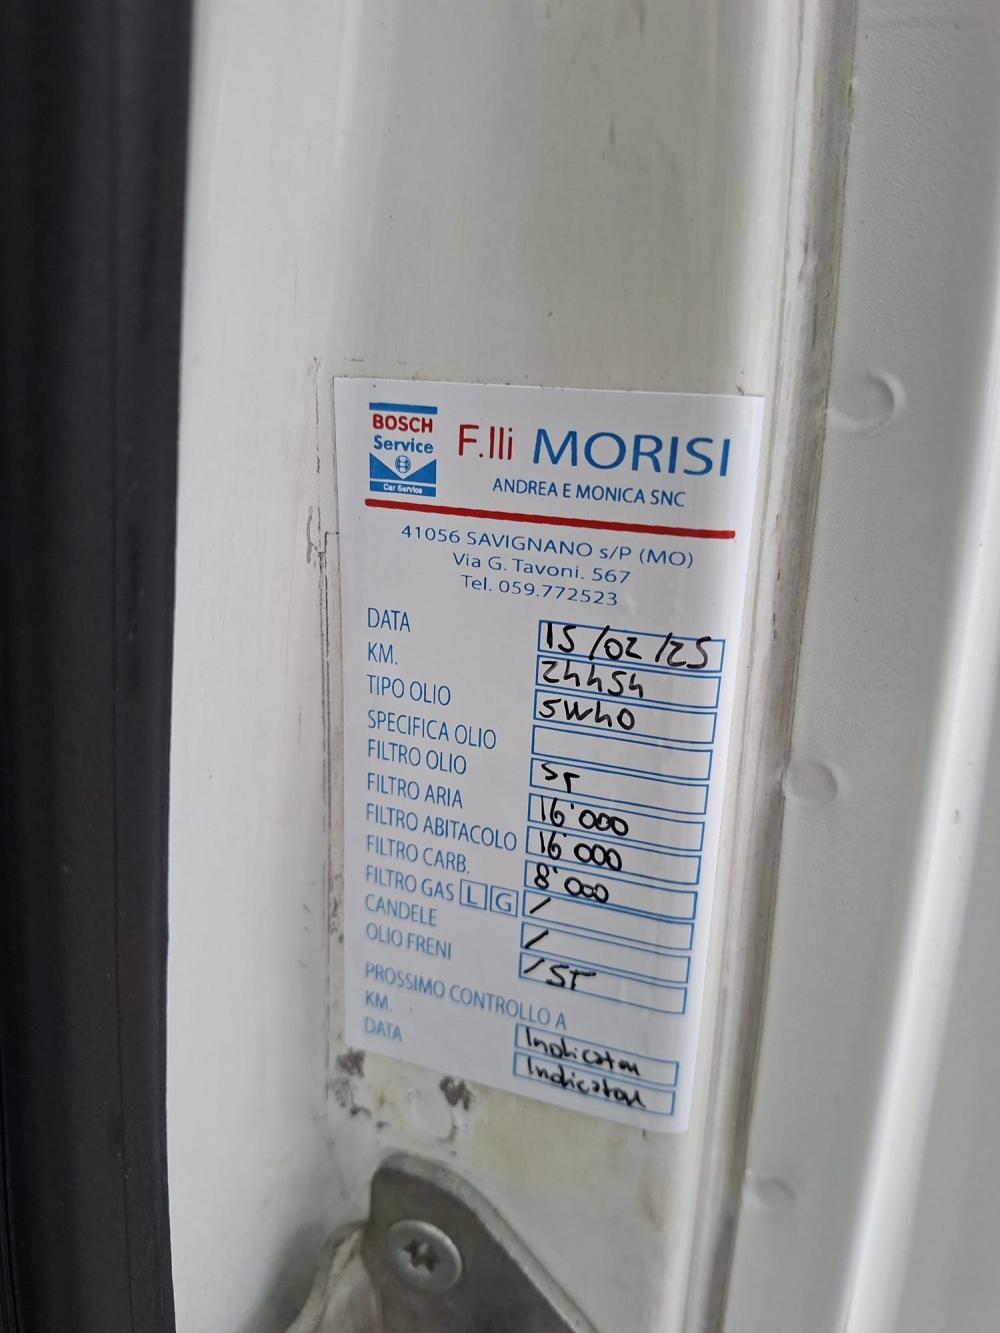 BOSCH
Service
Car Service
F.lli MORISI
ANDREA E MONICA SNC
41056 SAVIGNANO s/P (MO)
Via G. Tavoni. 567
Tel. 059.772523
DATA 15/02/25
KM. 24454
TIPO OLIO 5W40
SPECIFICA OLIO
FILTRO OLIO ST
FILTRO ARIA 16'000
FILTRO ABITACOLO 16'000
FILTRO CARB. 8'000
FILTRO GAS L G /
CANDELE /
OLIO FRENI /ST
PROSSIMO CONTROLLO A
KM. Indicatore
DATA Indicatore